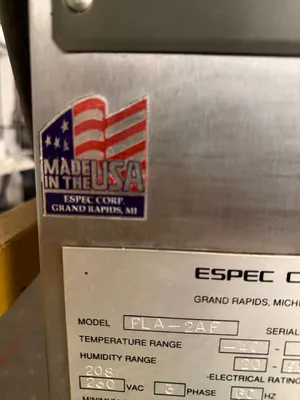 MADE
IN THE USA
ESPEC CORP.
GRAND RAPIDS, MI
ESPEC C
GRAND RAPIDS, MICH
MODEL PLA-2AP SERIAL
TEMPERATURE RANGE -40
HUMIDITY RANGE 20
-ELECTRICAL RATING
208
230 VAC 3 PHASE 60 HZ